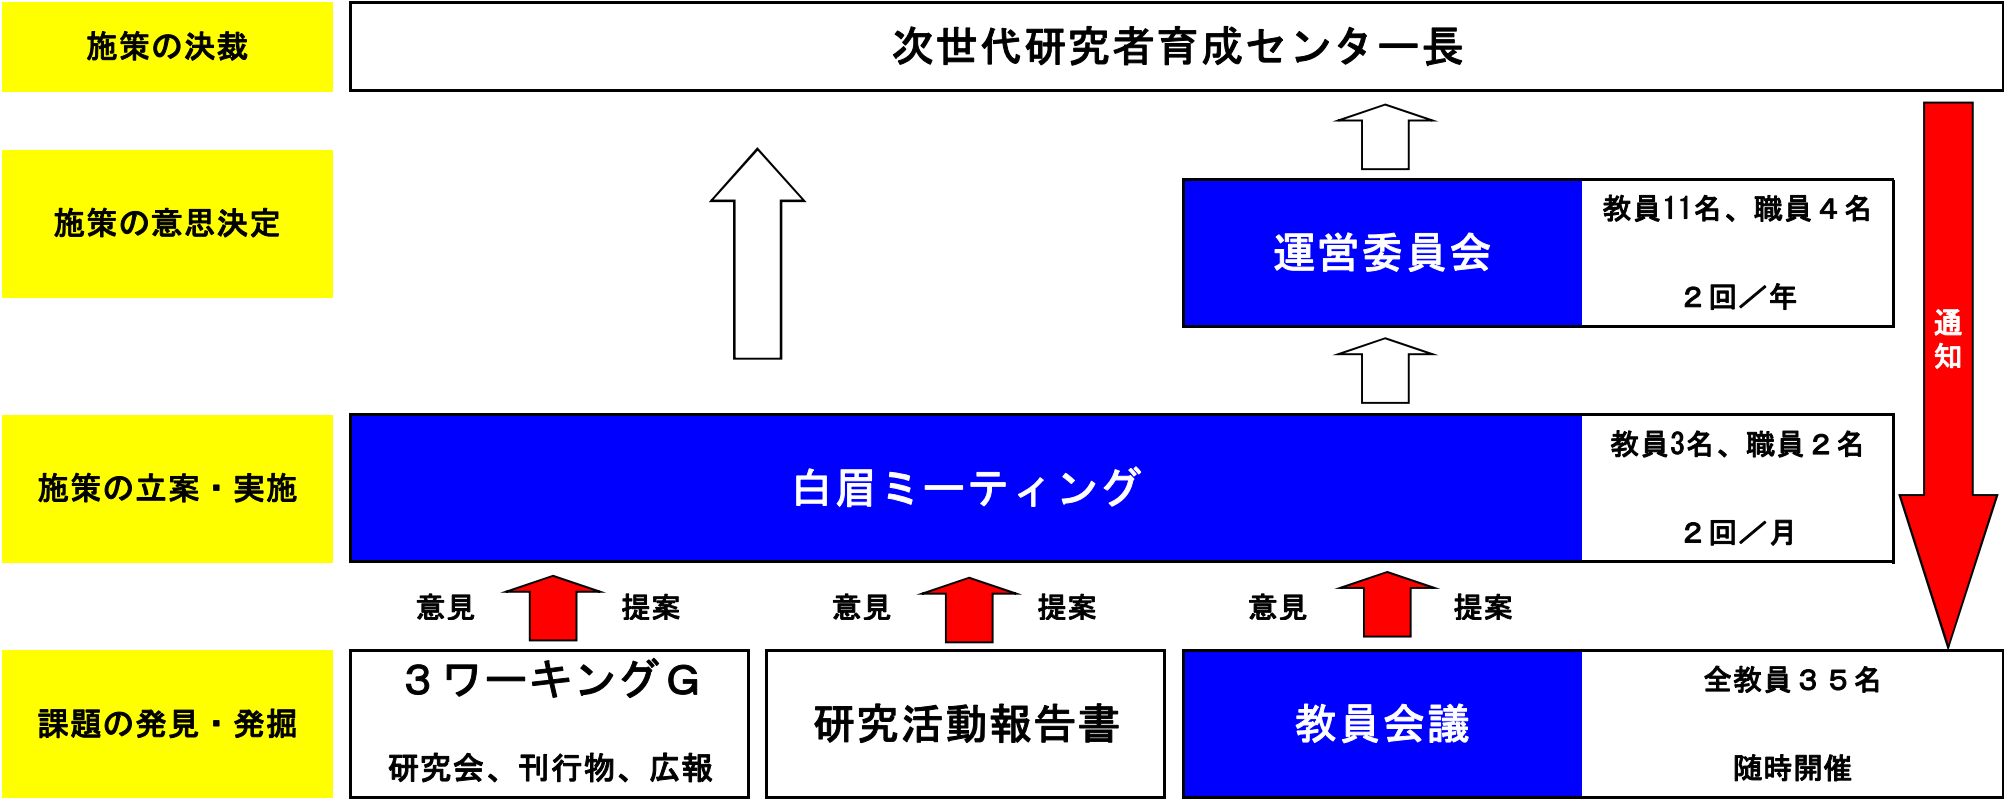 施策の決裁
次世代研究者育成センター長
施策の意思決定
運営委員会
教員11名、職員４名
２回／年
通知
施策の立案・実施
白眉ミーティング
教員3名、職員２名
２回／月
意見
提案
意見
提案
意見
提案
課題の発見・発掘
３ワーキングＧ
研究会、刊行物、広報
研究活動報告書
教員会議
全教員３５名
随時開催